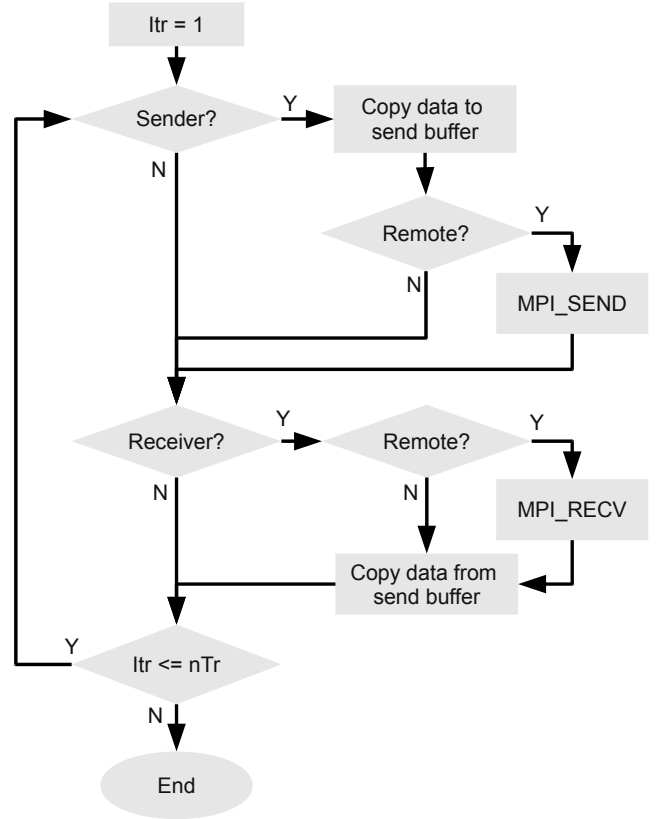 Itr = 1
Sender?
Y
Copy data to
send buffer
N
Remote?
Y
N
MPI_SEND
Receiver?
Y
Remote?
Y
N
N
MPI_RECV
Copy data from
send buffer
Y
Itr <= nTr
N
End